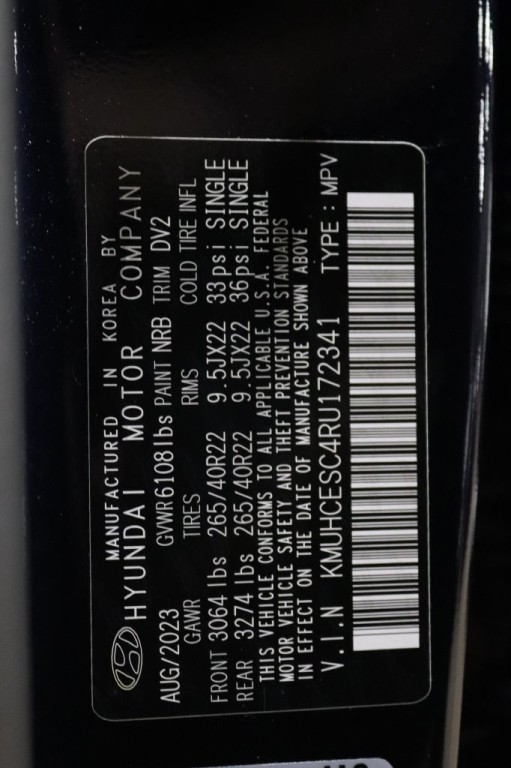 MANUFACTURED IN KOREA BY
HYUNDAI MOTOR COMPANY
AUG/2023 GVWR 6108lbs PAINT NRB TRIM DV2
GAWR TIRES RIMS COLD TIRE INFL
FRONT 3064 lbs 265/40R22 9.5JX22 33psi SINGLE
REAR 3274 lbs 265/40R22 9.5JX22 36psi SINGLE
THIS VEHICLE CONFORMS TO ALL APPLICABLE U.S.A. FEDERAL
MOTOR VEHICLE SAFETY AND THEFT PREVENTION STANDARDS
IN EFFECT ON THE DATE OF MANUFACTURE SHOWN ABOVE
V.I.N KMUHCESC4RU172341 TYPE : MPV